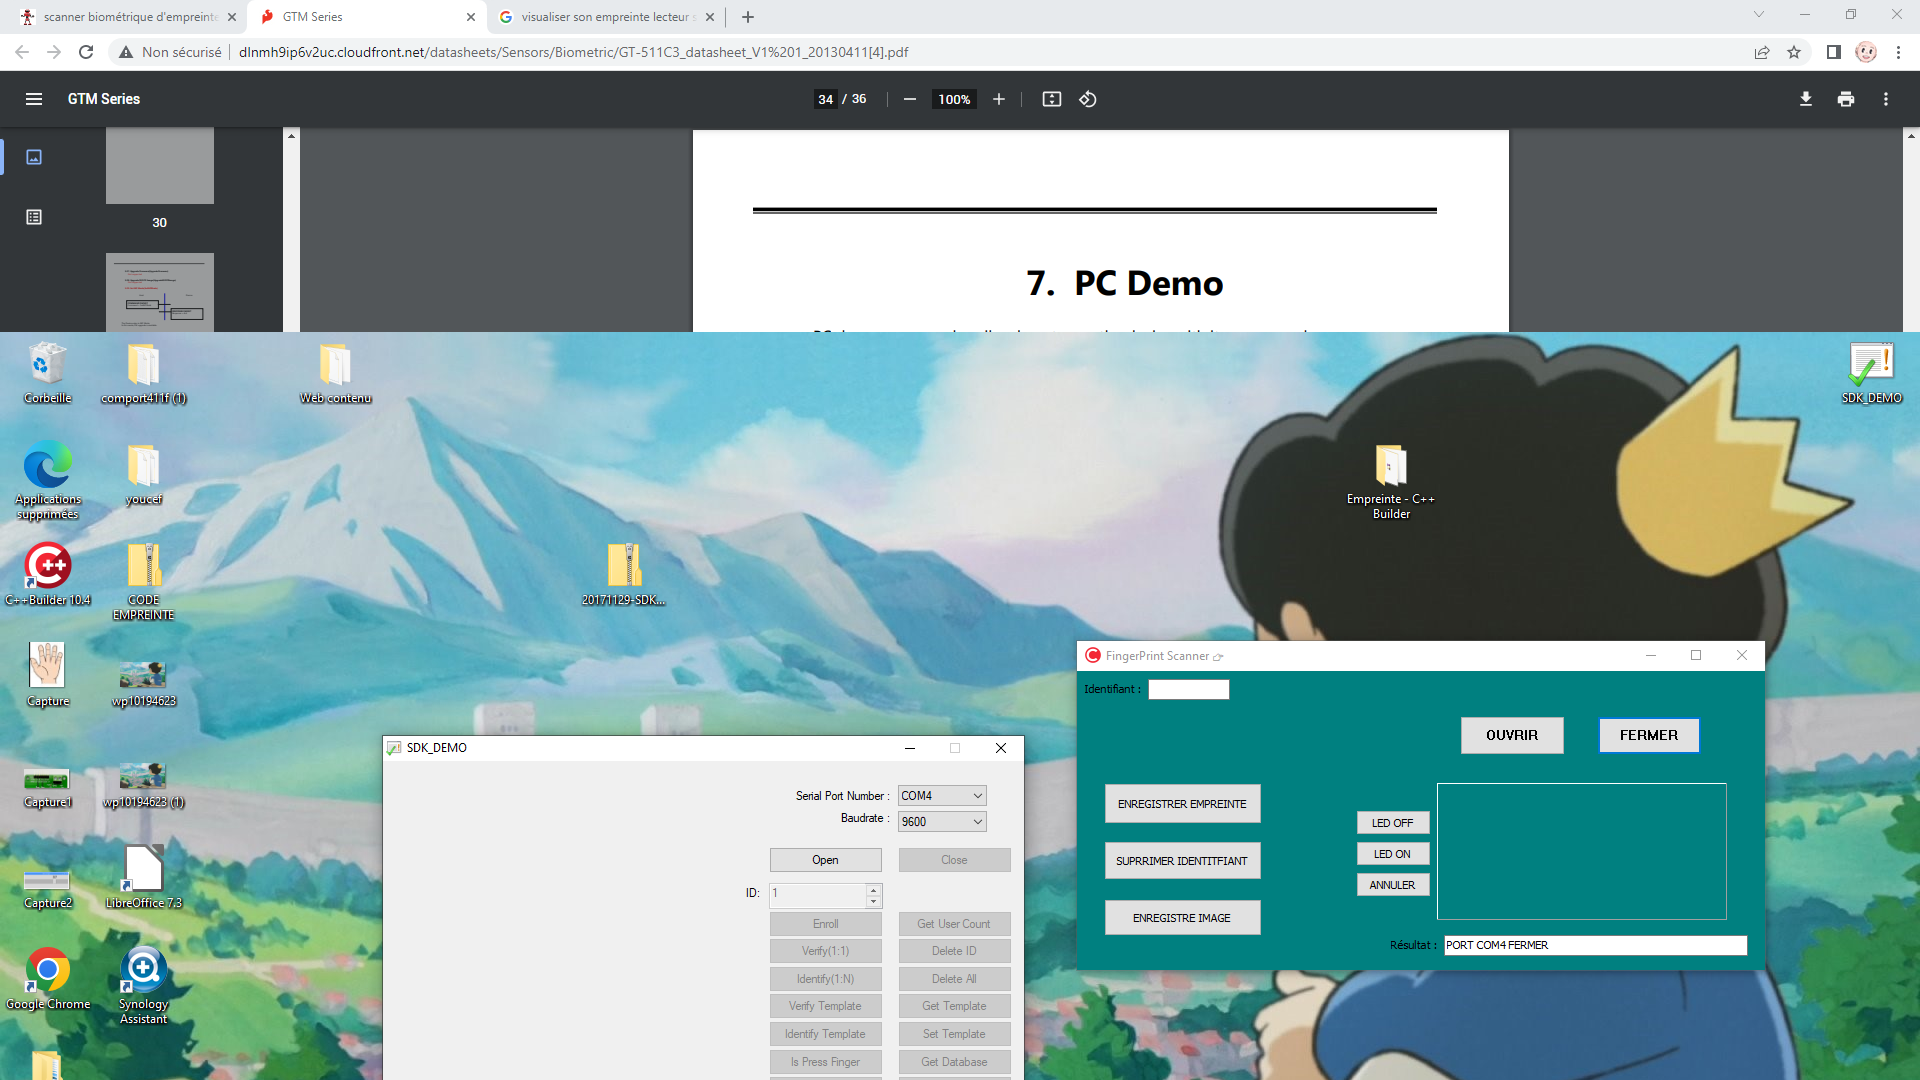 scanner biométrique d'empreinte
GTM Series
visualiser son empreinte lecteur
Non sécurisé
dlnmh9ip6v2uc.cloudfront.net/datasheets/Sensors/Biometric/GT-511C3_datasheet_V1%201_20130411[4].pdf
GTM Series
34 / 36
100%
30
7. PC Demo
Corbeille
comport411f (1)
Web contenu
SDK_DEMO
Applications supprimées
youcef
Empreinte - C++ Builder
C++Builder 10.4
CODE EMPREINTE
20171129-SDK...
Capture
wp10194623
Capture1
wp10194623 (1)
Capture2
LibreOffice 7.3
Google Chrome
Synology Assistant
SDK_DEMO
Serial Port Number :
COM4
Baudrate :
9600
Open
Close
ID:
1
Enroll
Get User Count
Verify(1:1)
Delete ID
Identify(1:N)
Delete All
Verify Template
Get Template
Identify Template
Set Template
Is Press Finger
Get Database
FingerPrint Scanner
Identifiant :
OUVRIR
FERMER
ENREGISTRER EMPREINTE
LED OFF
LED ON
SUPRRIMER IDENTITFIANT
ANNULER
ENREGISTRE IMAGE
Résultat :
PORT COM4 FERMER